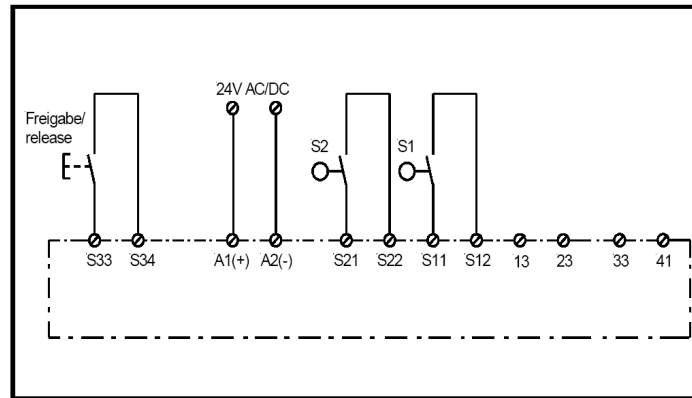 24V AC/DC
Freigabe/
release
S2
S1
S33 S34 A1(+) A2(-) S21 S22 S11 S12 13 23 33 41